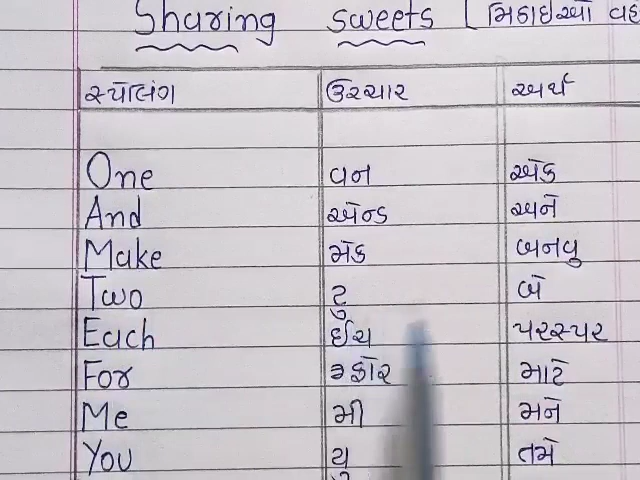 Sharing sweets (મિઠાઇઓ
સ્પેલિંગ ઉચ્ચાર અર્થ
One વન એક
And એન્ડ અને
Make મેક બનવુ
Two ટુ બે
Each ઈચ પરસ્પર
For ફોર માટે
Me મી મને
You યુ તમે